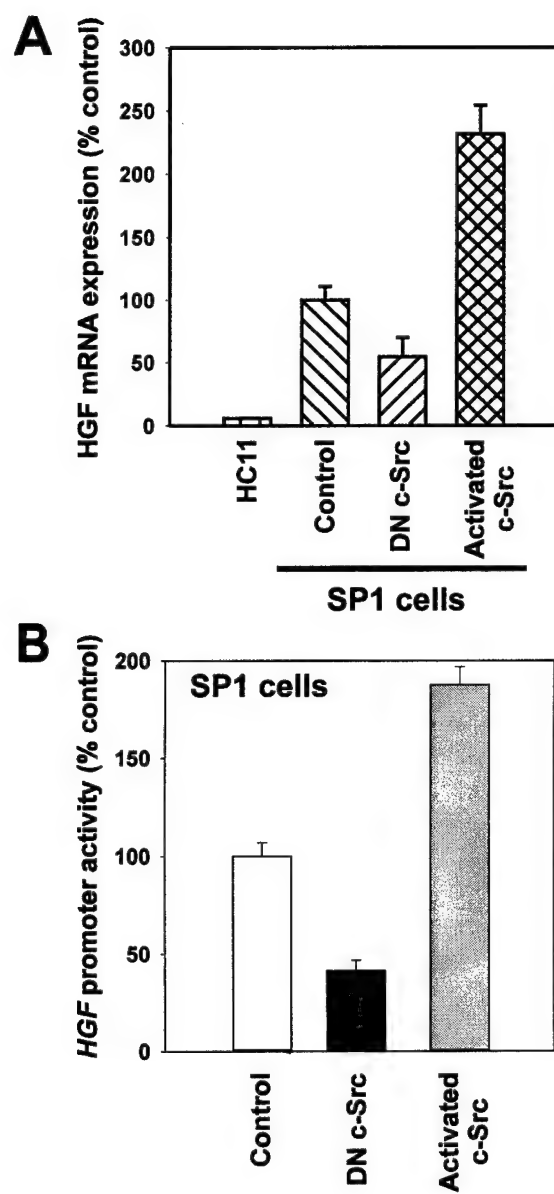 A
HGF mRNA expression (% control)
300
250
200
150
100
50
0
HC11
Control
DN c-Src
Activated
c-Src
SP1 cells
B
HGF promoter activity (% control)
200
150
100
50
0
SP1 cells
Control
DN c-Src
Activated
c-Src